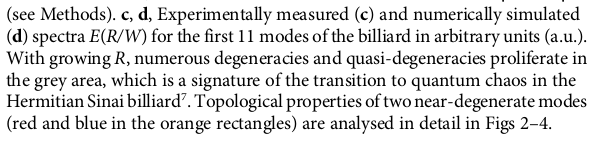 (see Methods). c, d, Experimentally measured (c) and numerically simulated
(d) spectra E(R/W) for the first 11 modes of the billiard in arbitrary units (a.u.).
With growing R, numerous degeneracies and quasi-degeneracies proliferate in
the grey area, which is a signature of the transition to quantum chaos in the
Hermitian Sinai billiard⁷. Topological properties of two near-degenerate modes
(red and blue in the orange rectangles) are analysed in detail in Figs 2–4.